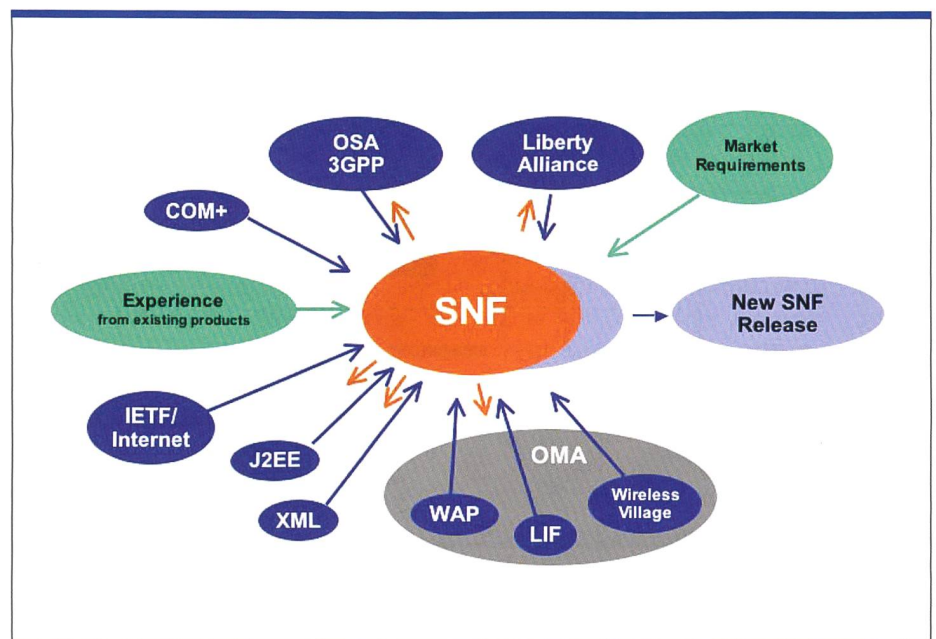 OSA
3GPP
Liberty
Alliance
Market
Requirements
COM+
Experience
from existing products
SNF
New SNF
Release
IETF/
Internet
J2EE
XML
OMA
WAP
LIF
Wireless
Village